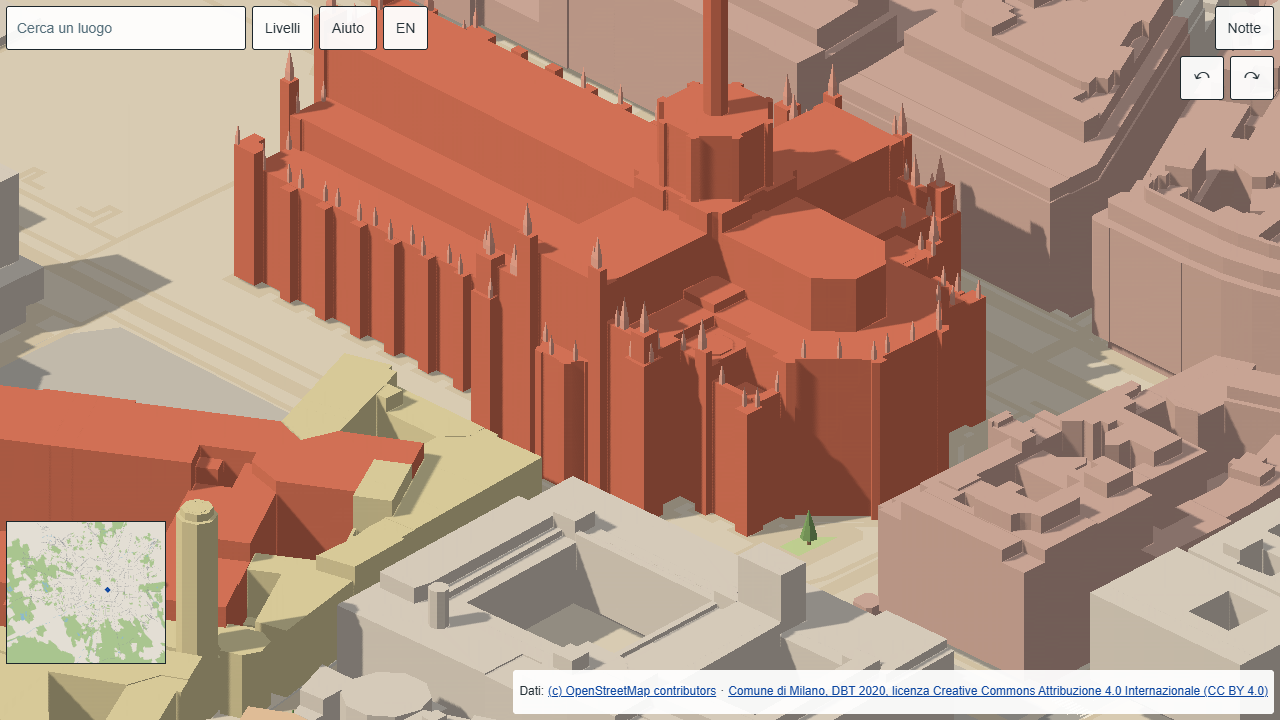 Cerca un luogo
Livelli
Aiuto
EN
Notte
Dati: (c) OpenStreetMap contributors · Comune di Milano, DBT 2020, licenza Creative Commons Attribuzione 4.0 Internazionale (CC BY 4.0)